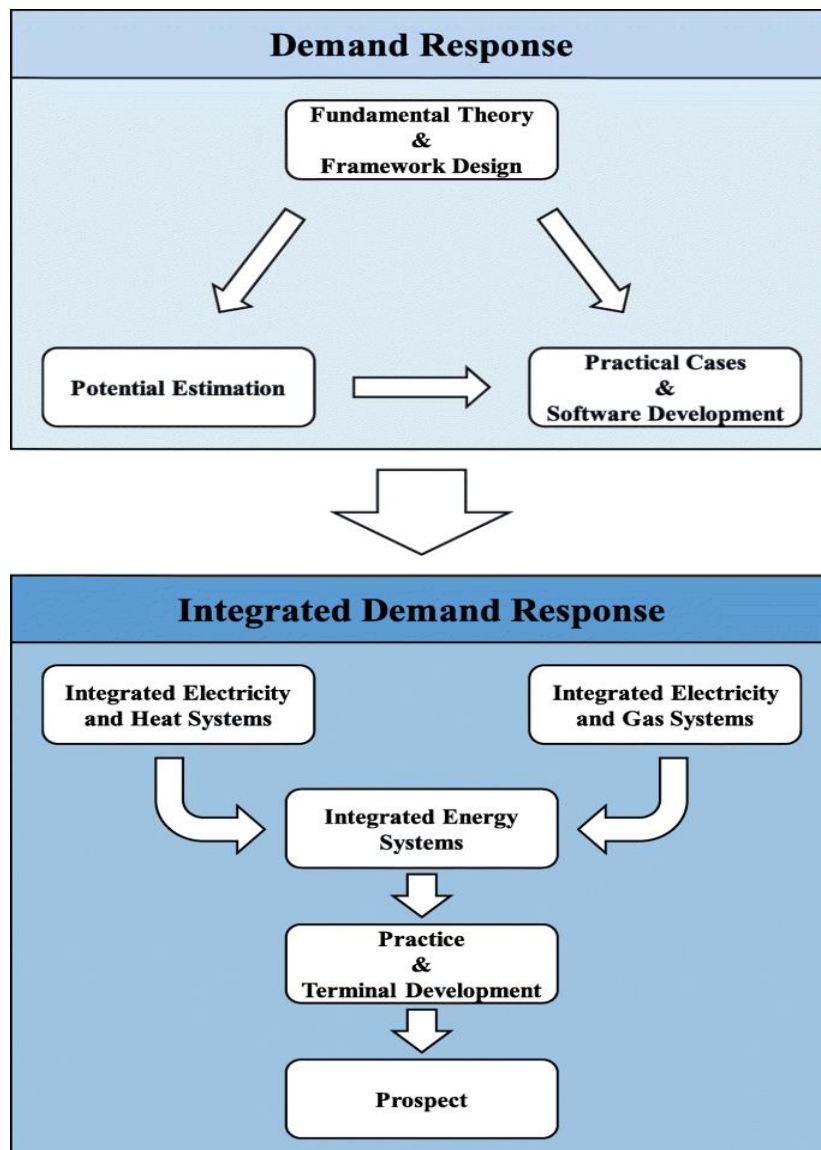 Demand Response
Fundamental Theory
&
Framework Design
Potential Estimation
Practical Cases
&
Software Development
Integrated Demand Response
Integrated Electricity
and Heat Systems
Integrated Electricity
and Gas Systems
Integrated Energy
Systems
Practice
&
Terminal Development
Prospect